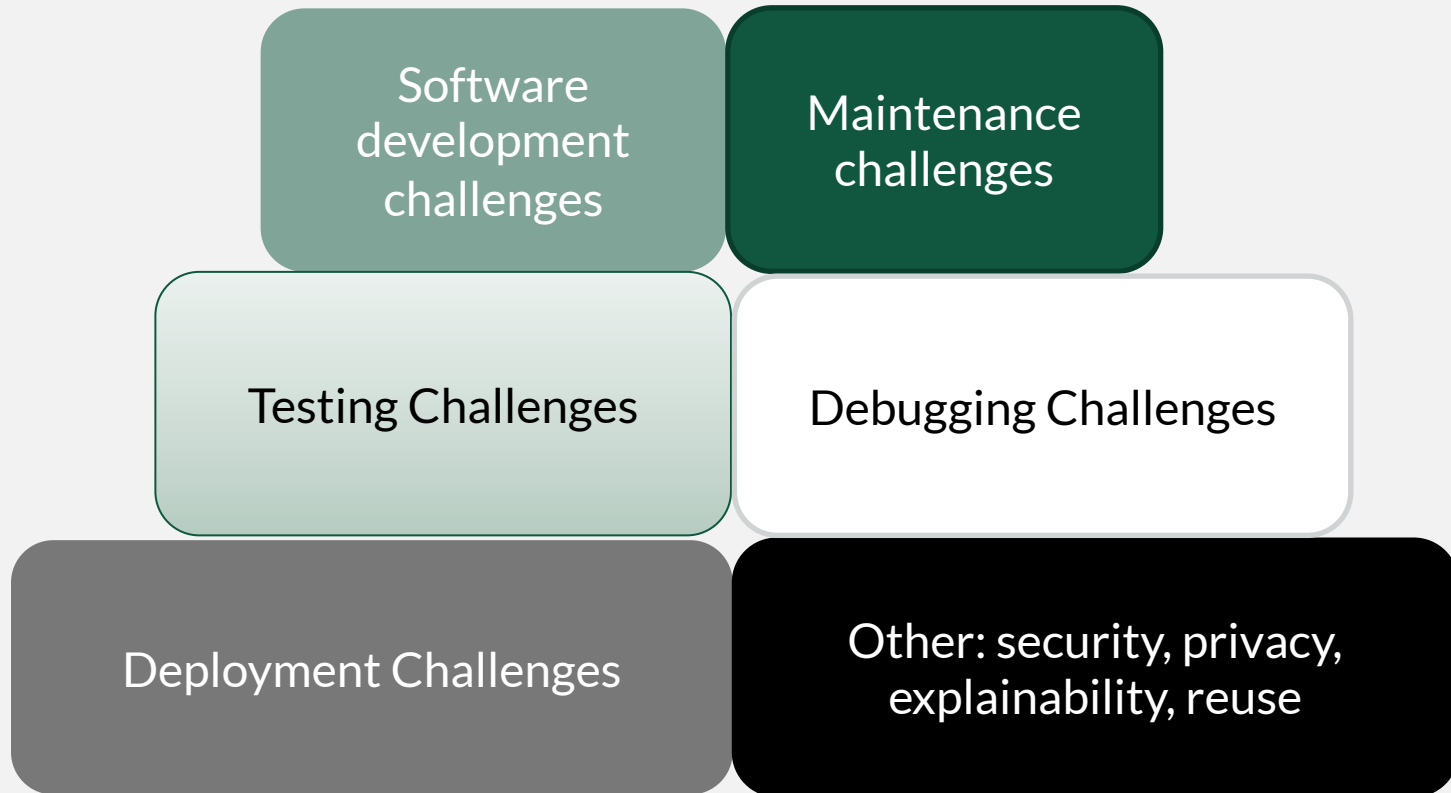 Software
development
challenges
Maintenance
challenges
Testing Challenges
Debugging Challenges
Deployment Challenges
Other: security, privacy,
explainability, reuse